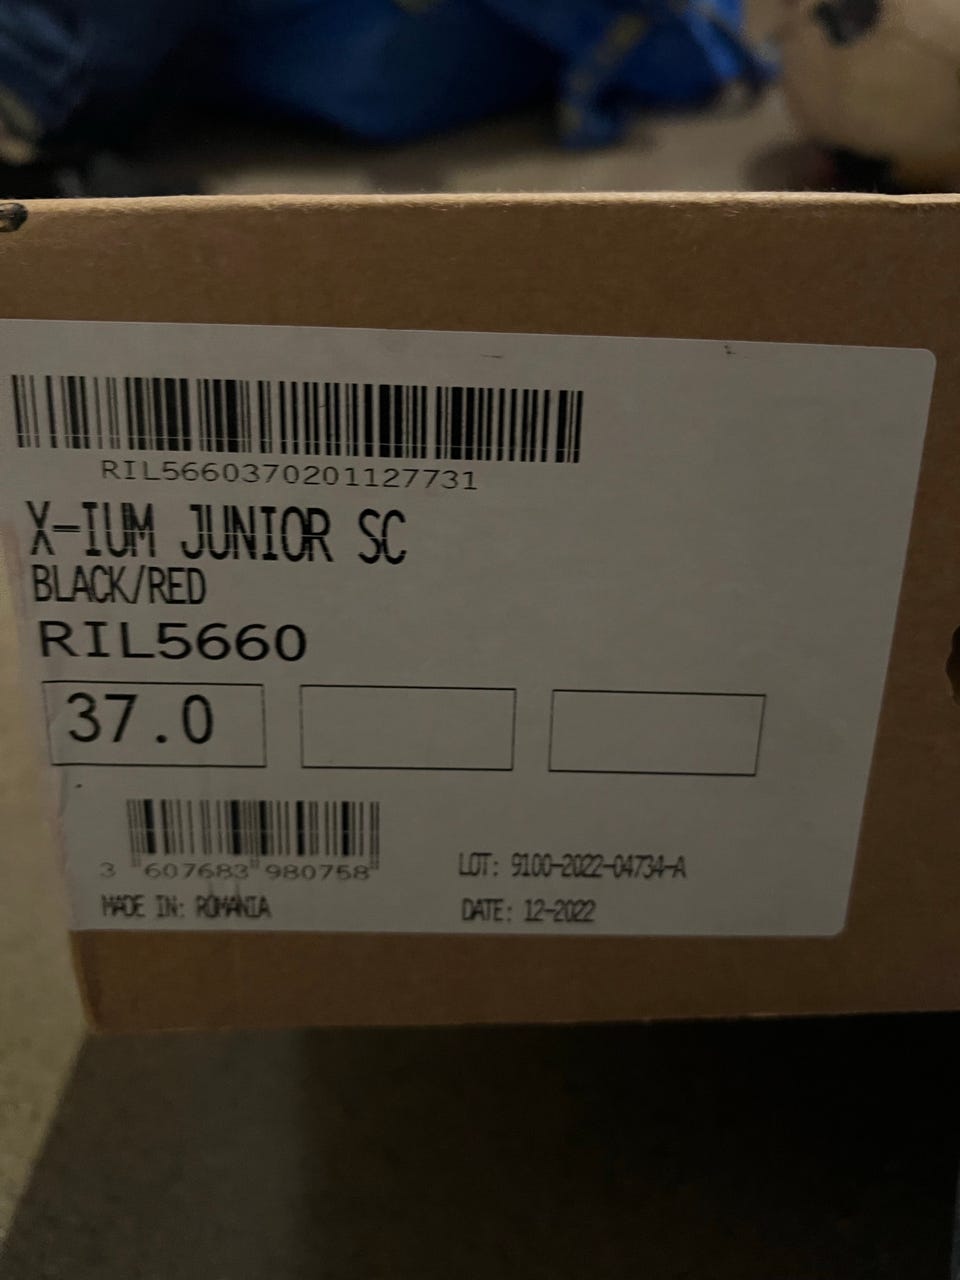 RIL5660370201127731
X-IUM JUNIOR SC
BLACK/RED
RIL5660
37.0
3 607683 980758
LOT: 9100-2022-04734-A
MADE IN: ROMANIA
DATE: 12-2022